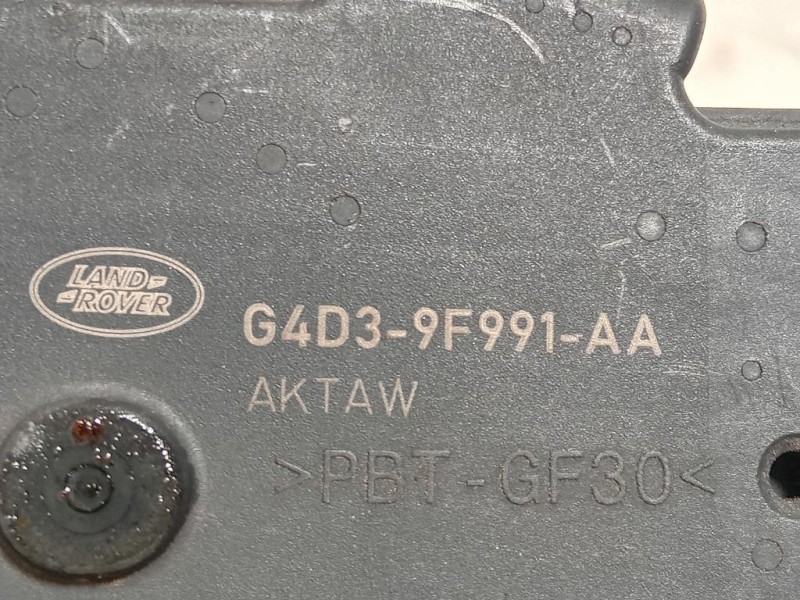 LAND-
-ROVER
G4D3-9F991-AA
AKTAW
>PBT-GF30<